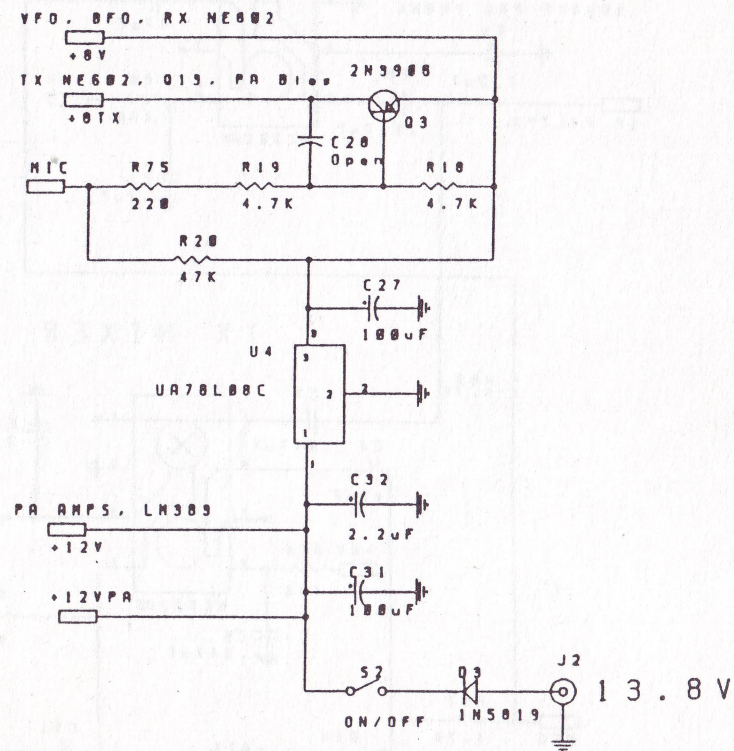 VFO, BFO, RX NE602
+8V
TX NE602, Q13, PA Bias
+8TX
2N3906
Q3
C28
Open
MIC
R75
220
R19
4.7K
R18
4.7K
R20
47K
C27
+
100uF
3
U4
3
UA78L08C
2
2
1
1
C32
+
2.2uF
PA AMPS, LM389
+12V
C31
+
100uF
+12VPA
S2
ON/OFF
D3
1N5819
J2
13.8V